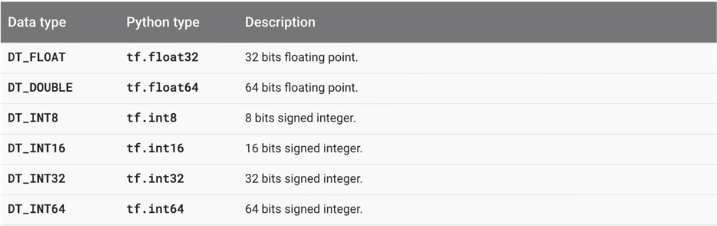 Data type Python type Description
DT_FLOAT tf.float32 32 bits floating point.
DT_DOUBLE tf.float64 64 bits floating point.
DT_INT8 tf.int8 8 bits signed integer.
DT_INT16 tf.int16 16 bits signed integer.
DT_INT32 tf.int32 32 bits signed integer.
DT_INT64 tf.int64 64 bits signed integer.